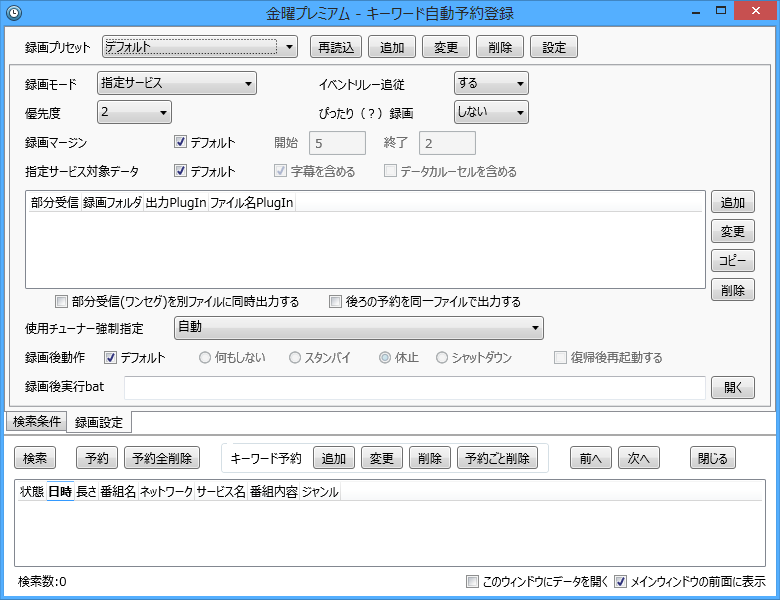 金曜プレミアム - キーワード自動予約登録
録画プリセット デフォルト 再読込 追加 変更 削除 設定
録画モード 指定サービス イベントリレー追従 する
優先度 2 ぴったり（？）録画 しない
録画マージン デフォルト 開始 5 終了 2
指定サービス対象データ デフォルト 字幕を含める データカルーセルを含める
部分受信 録画フォルダ 出力PlugIn ファイル名PlugIn 追加
変更
コピー
削除
部分受信(ワンセグ)を別ファイルに同時出力する 後ろの予約を同一ファイルで出力する
使用チューナー強制指定 自動
録画後動作 デフォルト 何もしない スタンバイ 休止 シャットダウン 復帰後再起動する
録画後実行bat 開く
検索条件 録画設定
検索 予約 予約全削除 キーワード予約 追加 変更 削除 予約ごと削除 前へ 次へ 閉じる
状態 日時 長さ 番組名 ネットワーク サービス名 番組内容 ジャンル
検索数:0 このウィンドウにデータを開く メインウィンドウの前面に表示